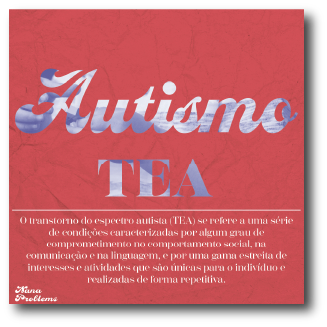 Autismo
TEA
O transtorno do espectro autista (TEA) se refere a uma série
de condições caracterizadas por algum grau de
comprometimento no comportamento social, na
comunicação e na linguagem, e por uma gama estreita de
interesses e atividades que são únicas para o indivíduo e
realizadas de forma repetitiva.
Nana
Problems